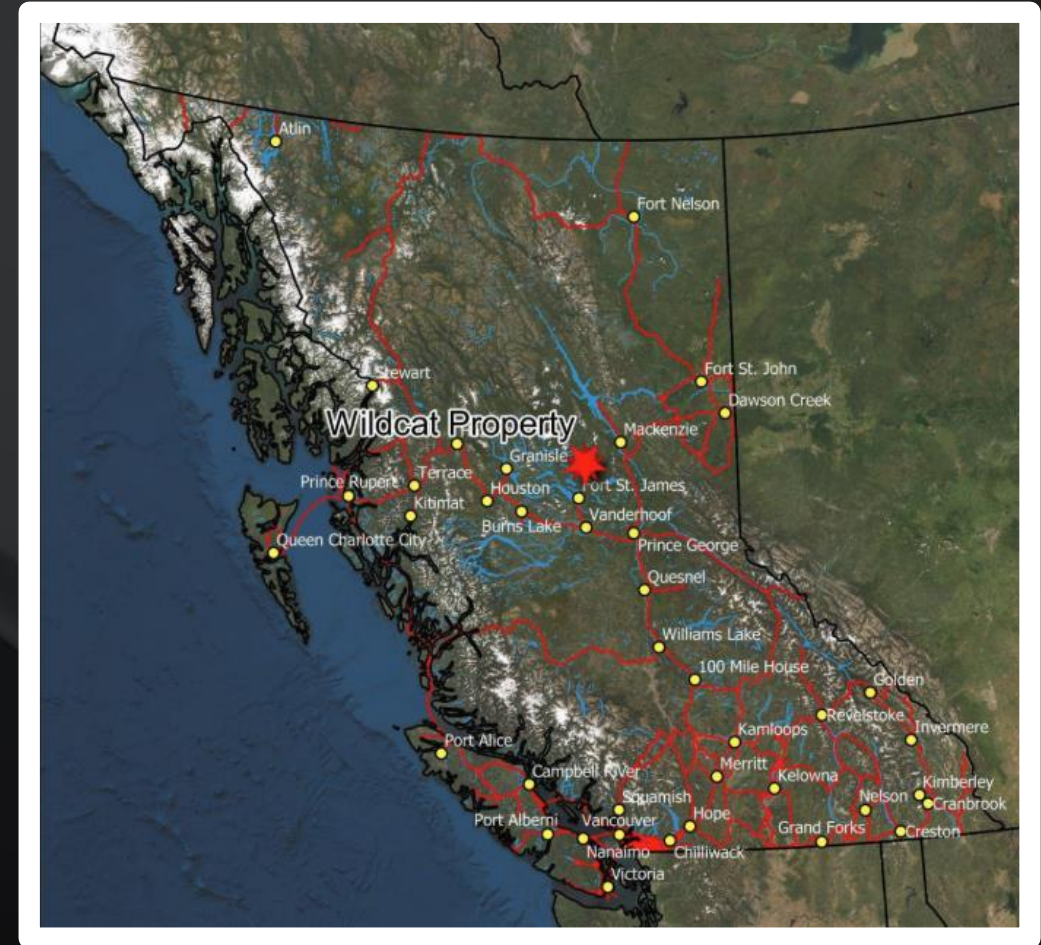 Atlin
Fort Nelson
Fort St. John
Stewart
Dawson Creek
Wildcat Property
Mackenzie
Granisle
Terrace
Prince Rupert
Houston
Fort St. James
Kitimat
Burns Lake
Vanderhoof
Queen Charlotte City
Prince George
Quesnel
Williams Lake
100 Mile House
Golden
Revelstoke
Invermere
Port Alice
Kamloops
Campbell River
Merritt
Kelowna
Kimberley
Squamish
Nelson
Cranbrook
Port Alberni
Vancouver
Hope
Grand Forks
Creston
Nanaimo
Chilliwack
Victoria